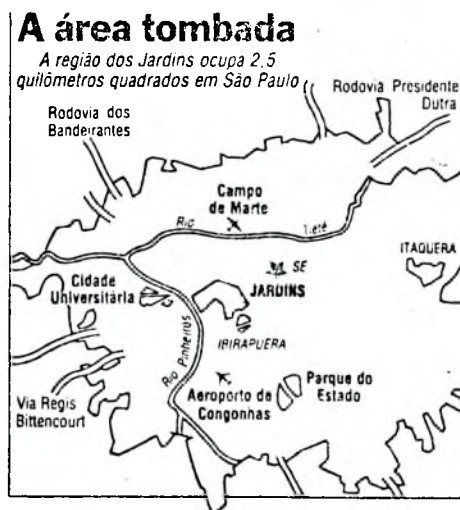 A área tombada
A região dos Jardins ocupa 2,5
quilômetros quadrados em São Paulo
Rodovia Presidente
Dutra
Rodovia dos
Bandeirantes
Campo
de Marte
Rio
Tietê
SÉ
ITAQUERA
Cidade
Universitária
JARDINS
IBIRAPUERA
Rio Pinheiros
Via Regis
Bittencourt
Aeroporto de
Congonhas
Parque do
Estado